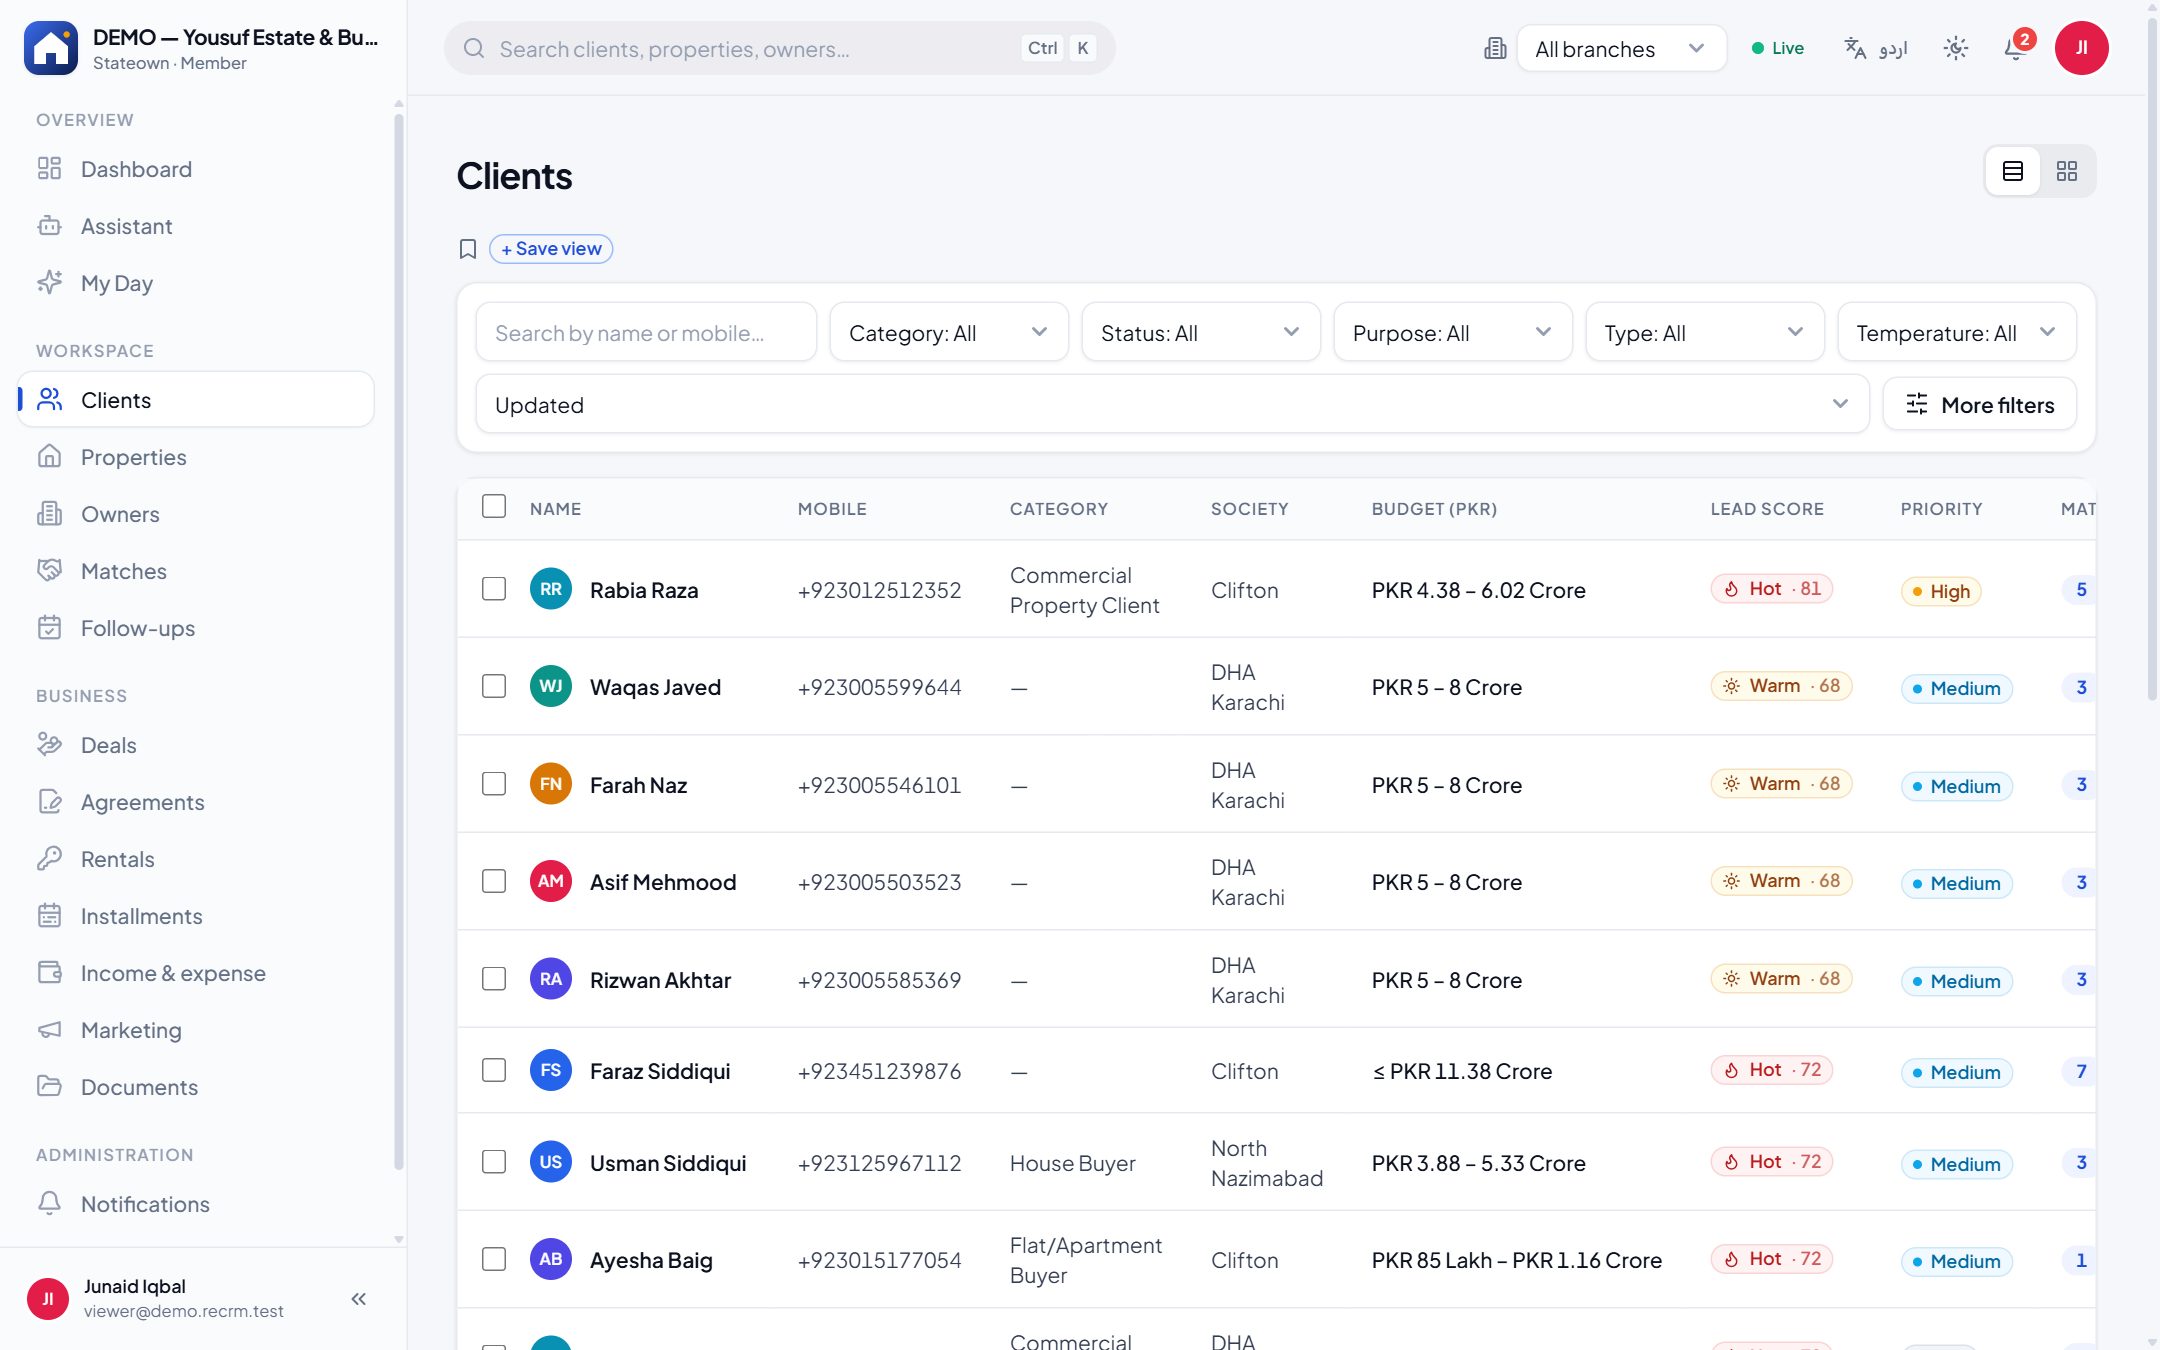 DEMO — Yousuf Estate & Bu...
Stateown · Member
OVERVIEW
Dashboard
Assistant
My Day
WORKSPACE
Clients
Properties
Owners
Matches
Follow-ups
BUSINESS
Deals
Agreements
Rentals
Installments
Income & expense
Marketing
Documents
ADMINISTRATION
Notifications
JI
Junaid Iqbal
viewer@demo.recrm.test
Search clients, properties, owners...
Ctrl K
All branches
Live
اردو
2
JI
Clients
+ Save view
Search by name or mobile...
Category: All
Status: All
Purpose: All
Type: All
Temperature: All
Updated
More filters
NAME MOBILE CATEGORY SOCIETY BUDGET (PKR) LEAD SCORE PRIORITY MAT
RR Rabia Raza +923012512352 Commercial Property Client Clifton PKR 4.38 – 6.02 Crore Hot · 81 High 5
WJ Waqas Javed +923005599644 — DHA Karachi PKR 5 – 8 Crore Warm · 68 Medium 3
FN Farah Naz +923005546101 — DHA Karachi PKR 5 – 8 Crore Warm · 68 Medium 3
AM Asif Mehmood +923005503523 — DHA Karachi PKR 5 – 8 Crore Warm · 68 Medium 3
RA Rizwan Akhtar +923005585369 — DHA Karachi PKR 5 – 8 Crore Warm · 68 Medium 3
FS Faraz Siddiqui +923451239876 — Clifton ≤ PKR 11.38 Crore Hot · 72 Medium 7
US Usman Siddiqui +923125967112 House Buyer North Nazimabad PKR 3.88 – 5.33 Crore Hot · 72 Medium 3
AB Ayesha Baig +923015177054 Flat/Apartment Buyer Clifton PKR 85 Lakh – PKR 1.16 Crore Hot · 72 Medium 1
Commercial DHA